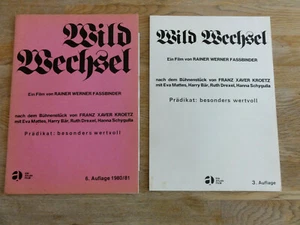 Wild
Wechsel
Ein Film von RAINER WERNER FASSBINDER
nach dem Bühnenstück von FRANZ XAVER KROETZ
mit Eva Mattes, Harry Bär, Ruth Drexel, Hanna Schygulla
Prädikat: besonders wertvoll
6. Auflage 1980/81
Wild Wechsel
Ein Film von RAINER WERNER FASSBINDER
nach dem Bühnenstück von FRANZ XAVER KROETZ
mit Eva Mattes, Harry Bär, Ruth Drexel, Hanna Schygulla
Prädikat: besonders wertvoll
3. Auflage